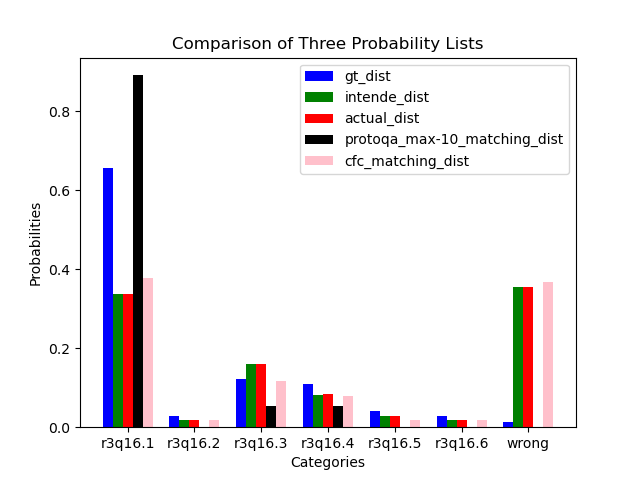 Comparison of Three Probability Lists
gt_dist
intende_dist
actual_dist
protoqa_max-10_matching_dist
cfc_matching_dist
Probabilities
0.8
0.6
0.4
0.2
0.0
r3q16.1 r3q16.2 r3q16.3 r3q16.4 r3q16.5 r3q16.6 wrong
Categories